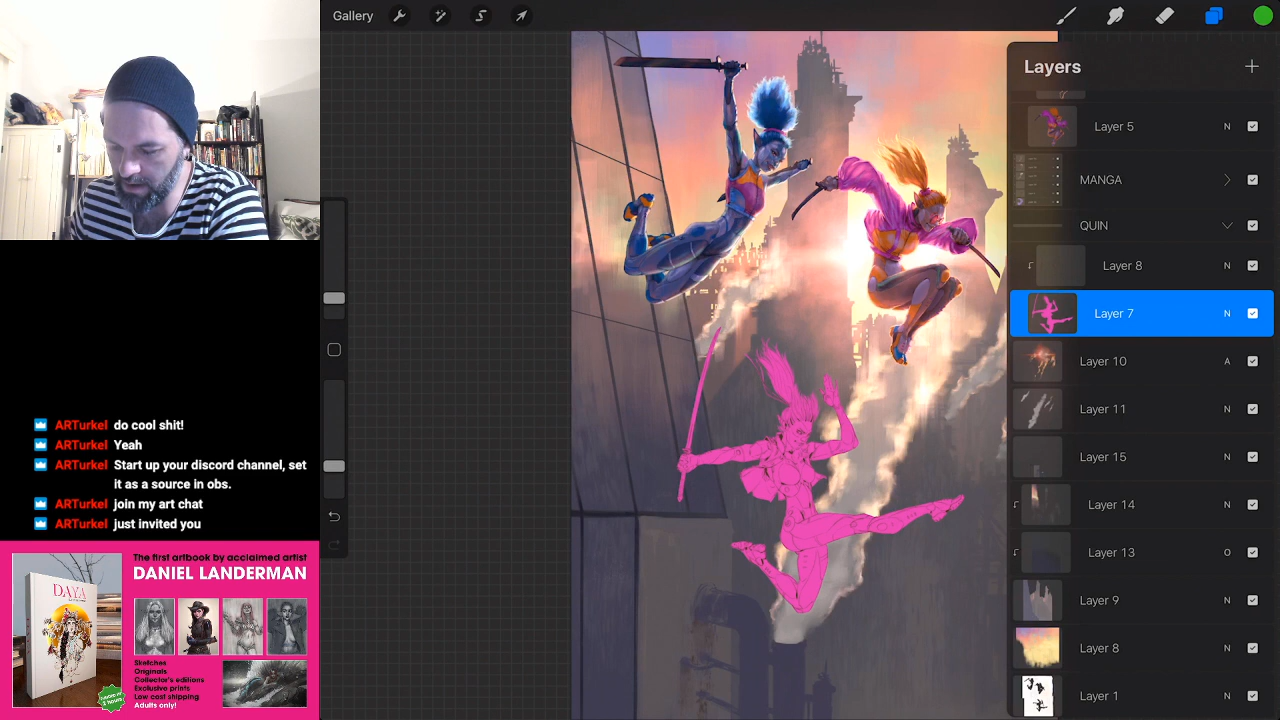 Gallery
Layers
Layer 5 N
MANGA
QUIN
Layer 8 N
Layer 7 N
Layer 10 A
Layer 11 N
Layer 15 N
Layer 14 N
Layer 13 O
Layer 9 N
Layer 8 N
Layer 1 N
ARTurkel do cool shit!
ARTurkel Yeah
ARTurkel Start up your discord channel, set
it as a source in obs.
ARTurkel join my art chat
ARTurkel just invited you
The first artbook by acclaimed artist
DANIEL LANDERMAN
DAYA
Sketches
Originals
Collector's editions
Exclusive prints
Low cost shipping
Adults only!